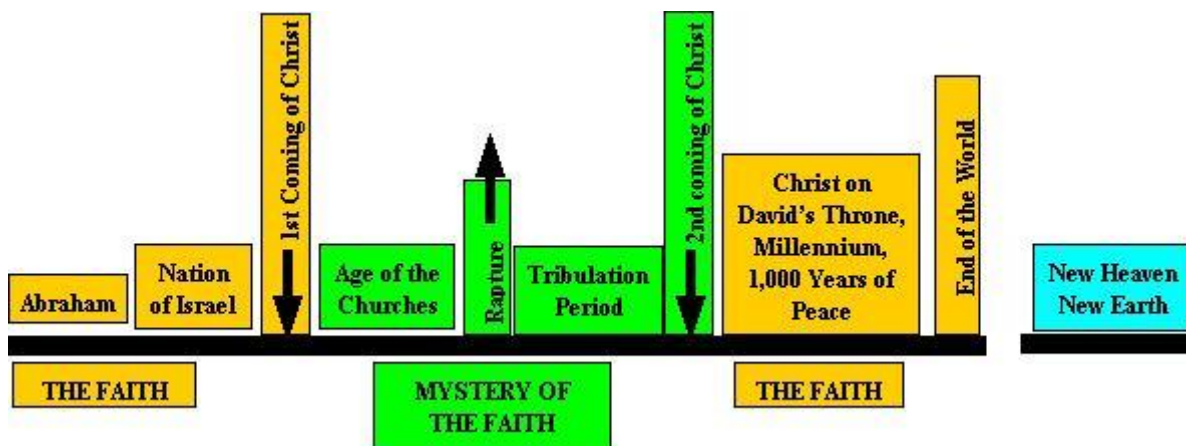 Abraham
Nation
of Israel
1st Coming of Christ
Age of the
Churches
Rapture
Tribulation
Period
2nd coming of Christ
Christ on
David's Throne,
Millennium,
1,000 Years of
Peace
End of the World
New Heaven
New Earth
THE FAITH
MYSTERY OF
THE FAITH
THE FAITH